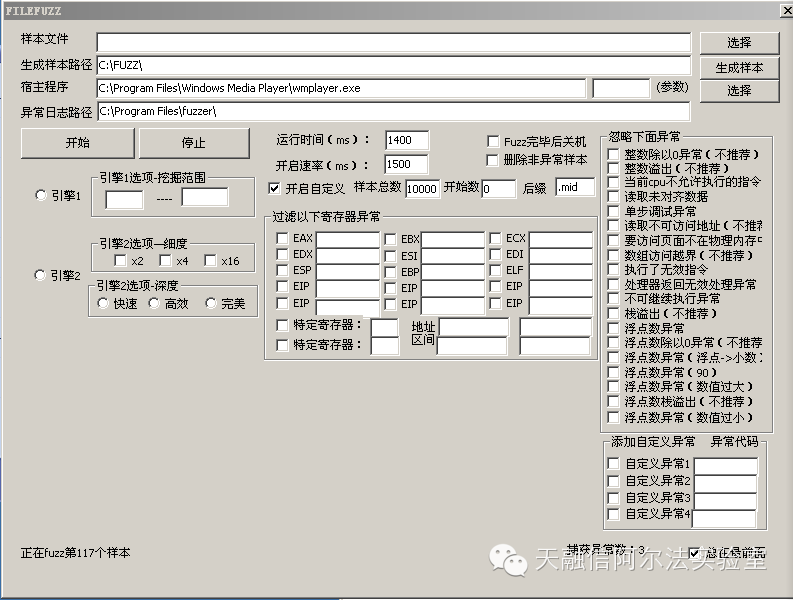 FILEFUZZ
样本文件 选择
生成样本路径 C:\FUZZ\ 生成样本
宿主程序 C:\Program Files\Windows Media Player\wmplayer.exe (参数) 选择
异常日志路径 C:\Program Files\fuzzer\
开始 停止
运行时间(ms): 1400
开启速率(ms): 1500
Fuzz完毕后关机
删除非异常样本
开启自定义 样本总数 10000 开始数 0 后缀 .mid
引擎1
引擎1选项-挖掘范围
----
引擎2
引擎2选项—细度
x2 x4 x16
引擎2选项-深度
快速 高效 完美
过滤以下寄存器异常
EAX EBX ECX
EDX ESI EDI
ESP EBP ELF
EIP EIP EIP
EIP EIP EIP
特定寄存器: 地址
特定寄存器: 区间
忽略下面异常
整数除以0异常(不推荐)
整数溢出(不推荐)
当前cpu不允许执行的指令
读取未对齐数据
单步调试异常
读取不可访问地址(不推荐
要访问页面不在物理内存中
数组访问越界(不推荐)
执行了无效指令
处理器返回无效处理异常
不可继续执行异常
栈溢出(不推荐)
浮点数异常
浮点数除以0异常(不推荐
浮点数异常(浮点->小数)
浮点数异常(90)
浮点数异常(数值过大)
浮点数栈溢出(不推荐)
浮点数异常(数值过小)
添加自定义异常 异常代码
自定义异常1
自定义异常2
自定义异常3
自定义异常4
正在fuzz第117个样本
捕获异常数:3
总在最前面
天融信阿尔法实验室